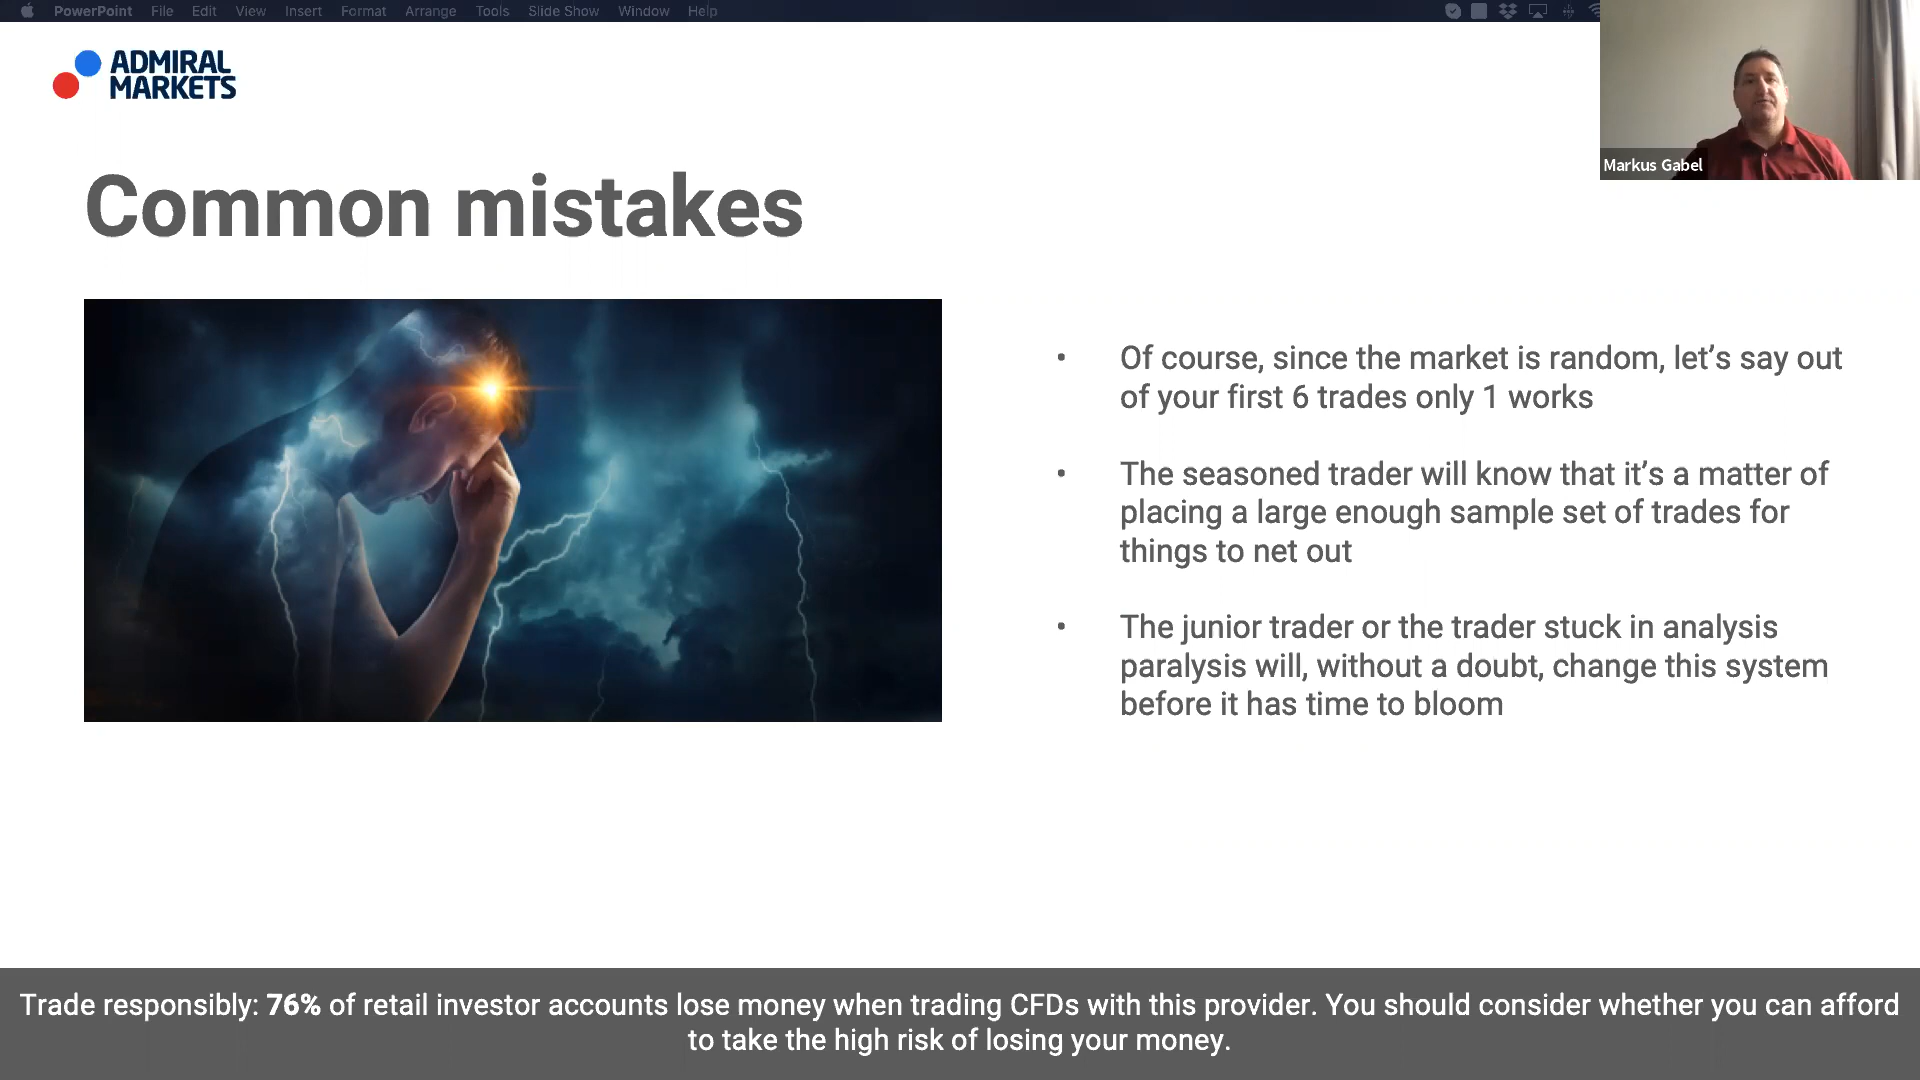 PowerPoint File Edit View Insert Format Arrange Tools Slide Show Window Help
ADMIRAL
MARKETS
Markus Gabel
Common mistakes
• Of course, since the market is random, let’s say out
of your first 6 trades only 1 works
• The seasoned trader will know that it’s a matter of
placing a large enough sample set of trades for
things to net out
• The junior trader or the trader stuck in analysis
paralysis will, without a doubt, change this system
before it has time to bloom
Trade responsibly: 76% of retail investor accounts lose money when trading CFDs with this provider. You should consider whether you can afford
to take the high risk of losing your money.